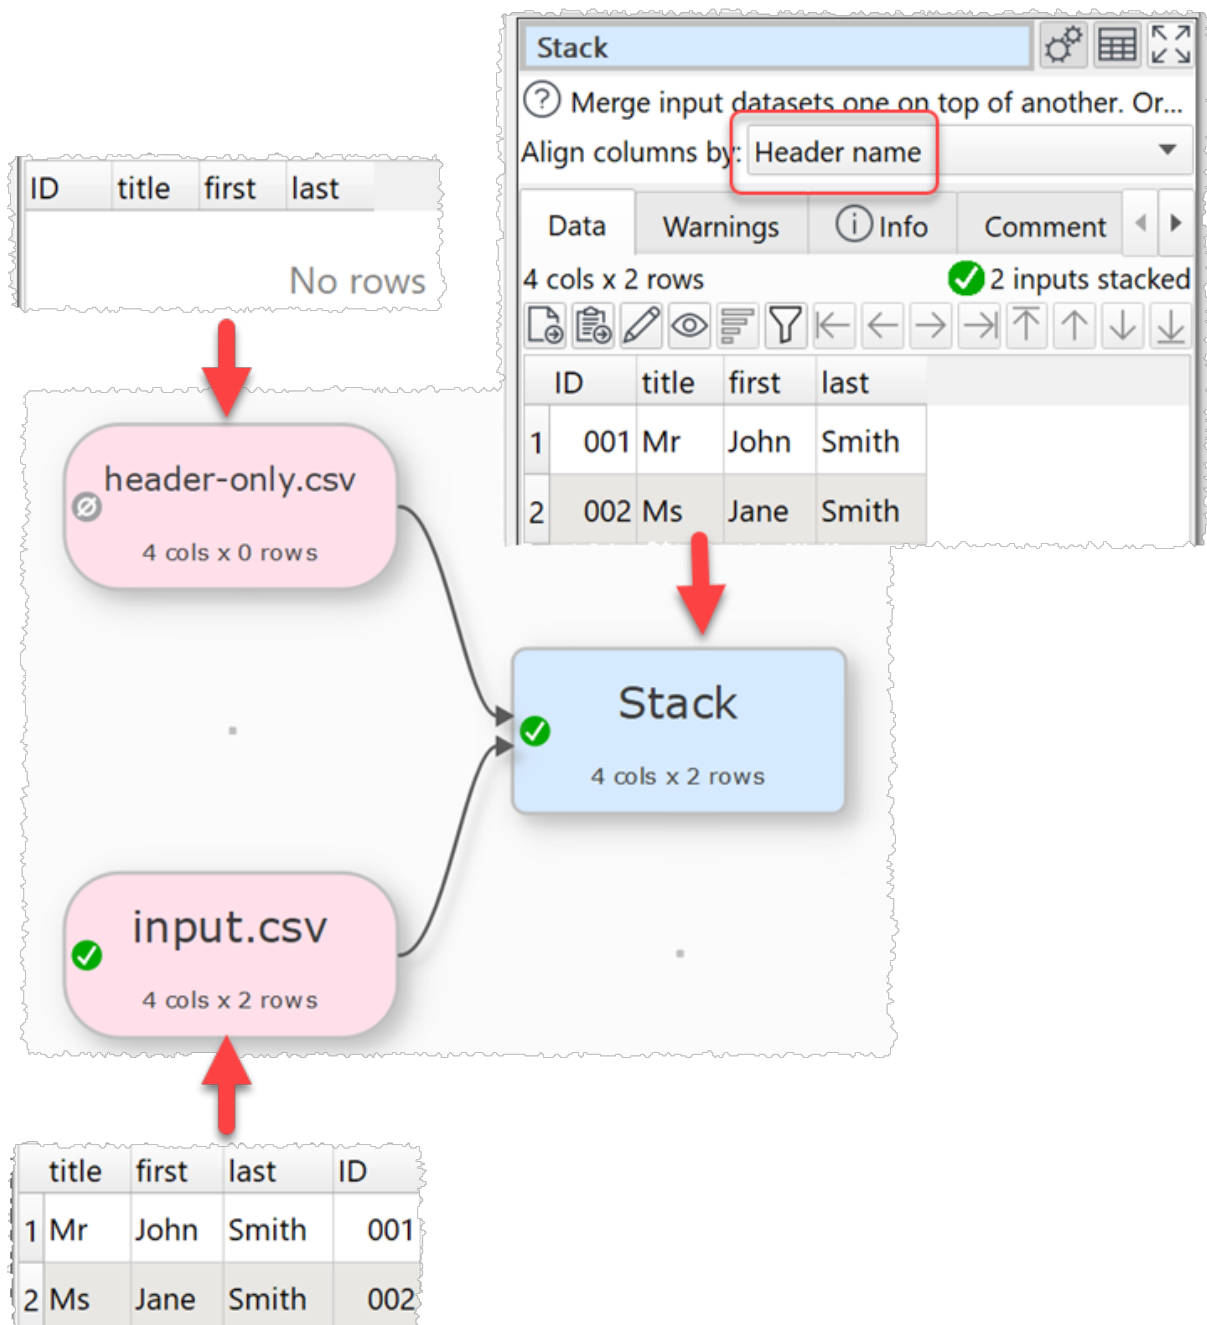 Stack
Merge input datasets one on top of another. Or...
Align columns by: Header name
Data Warnings Info Comment
4 cols x 2 rows 2 inputs stacked
ID title first last
1 001 Mr John Smith
2 002 Ms Jane Smith
ID title first last
No rows
header-only.csv
4 cols x 0 rows
Stack
4 cols x 2 rows
input.csv
4 cols x 2 rows
title first last ID
1 Mr John Smith 001
2 Ms Jane Smith 002